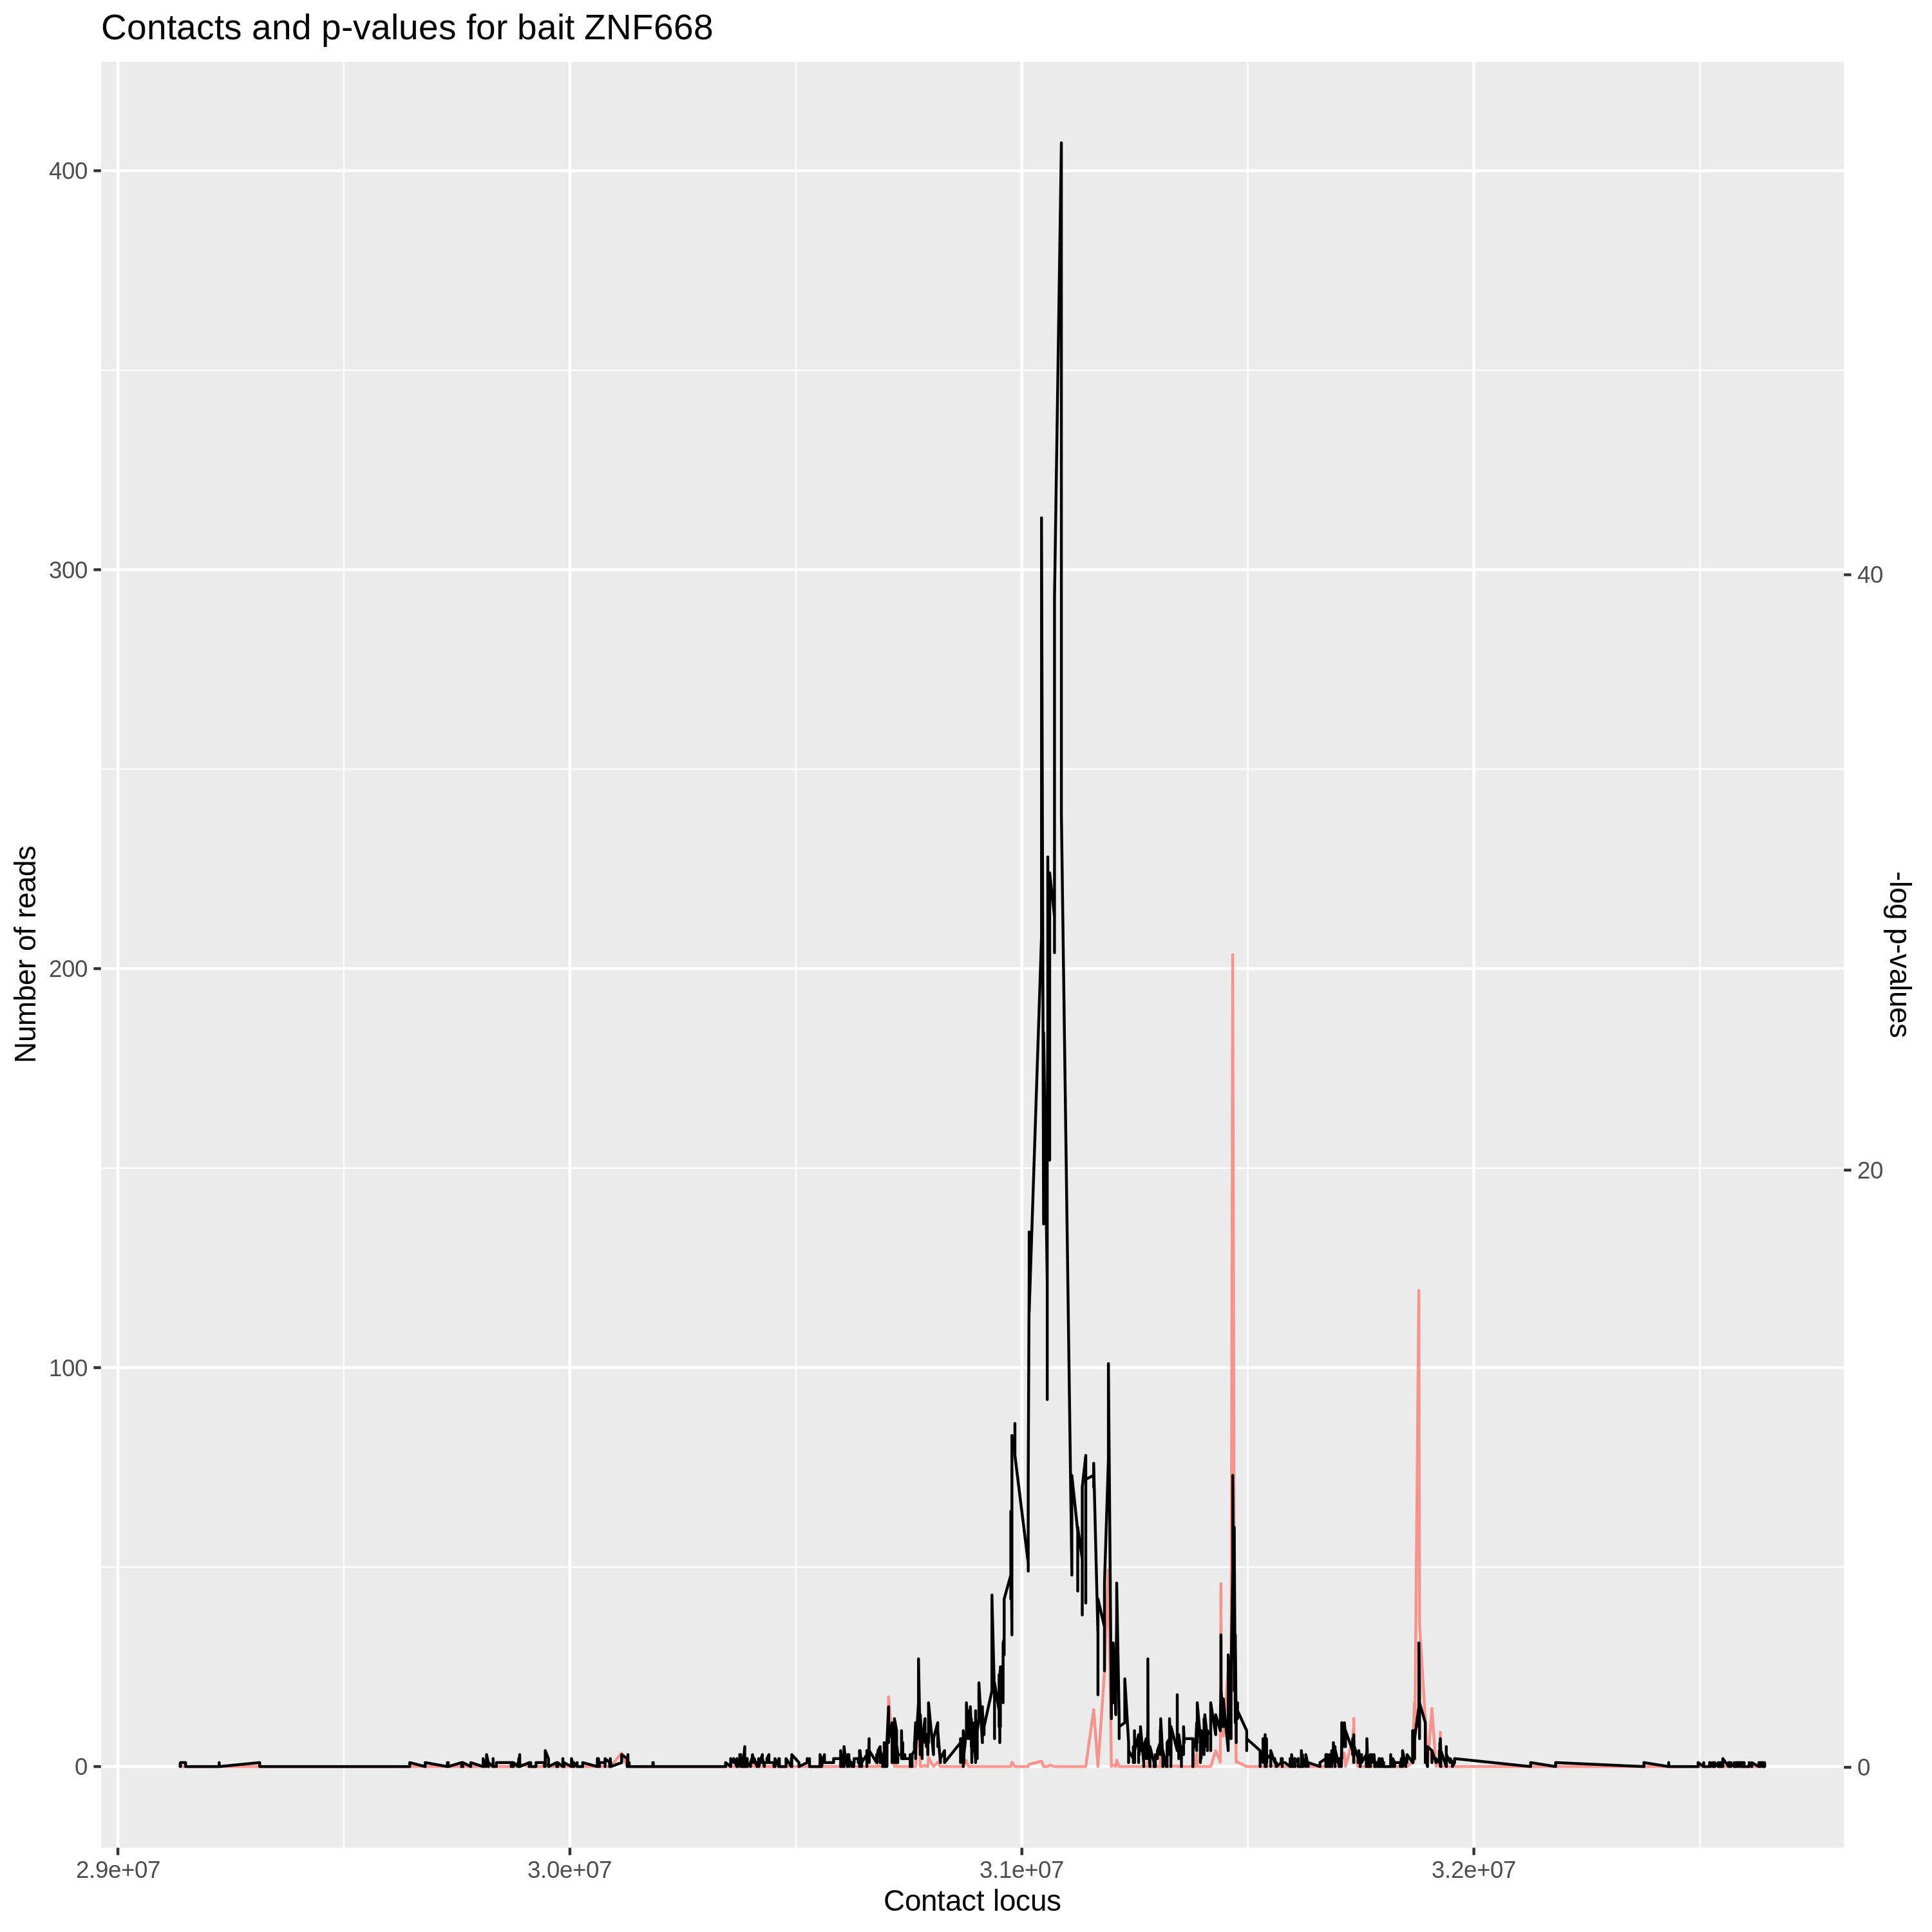 Contacts and p-values for bait ZNF668
400
300
200
100
0
Number of reads
40
20
0
-log p-values
2.9e+07
3.0e+07
3.1e+07
3.2e+07
Contact locus